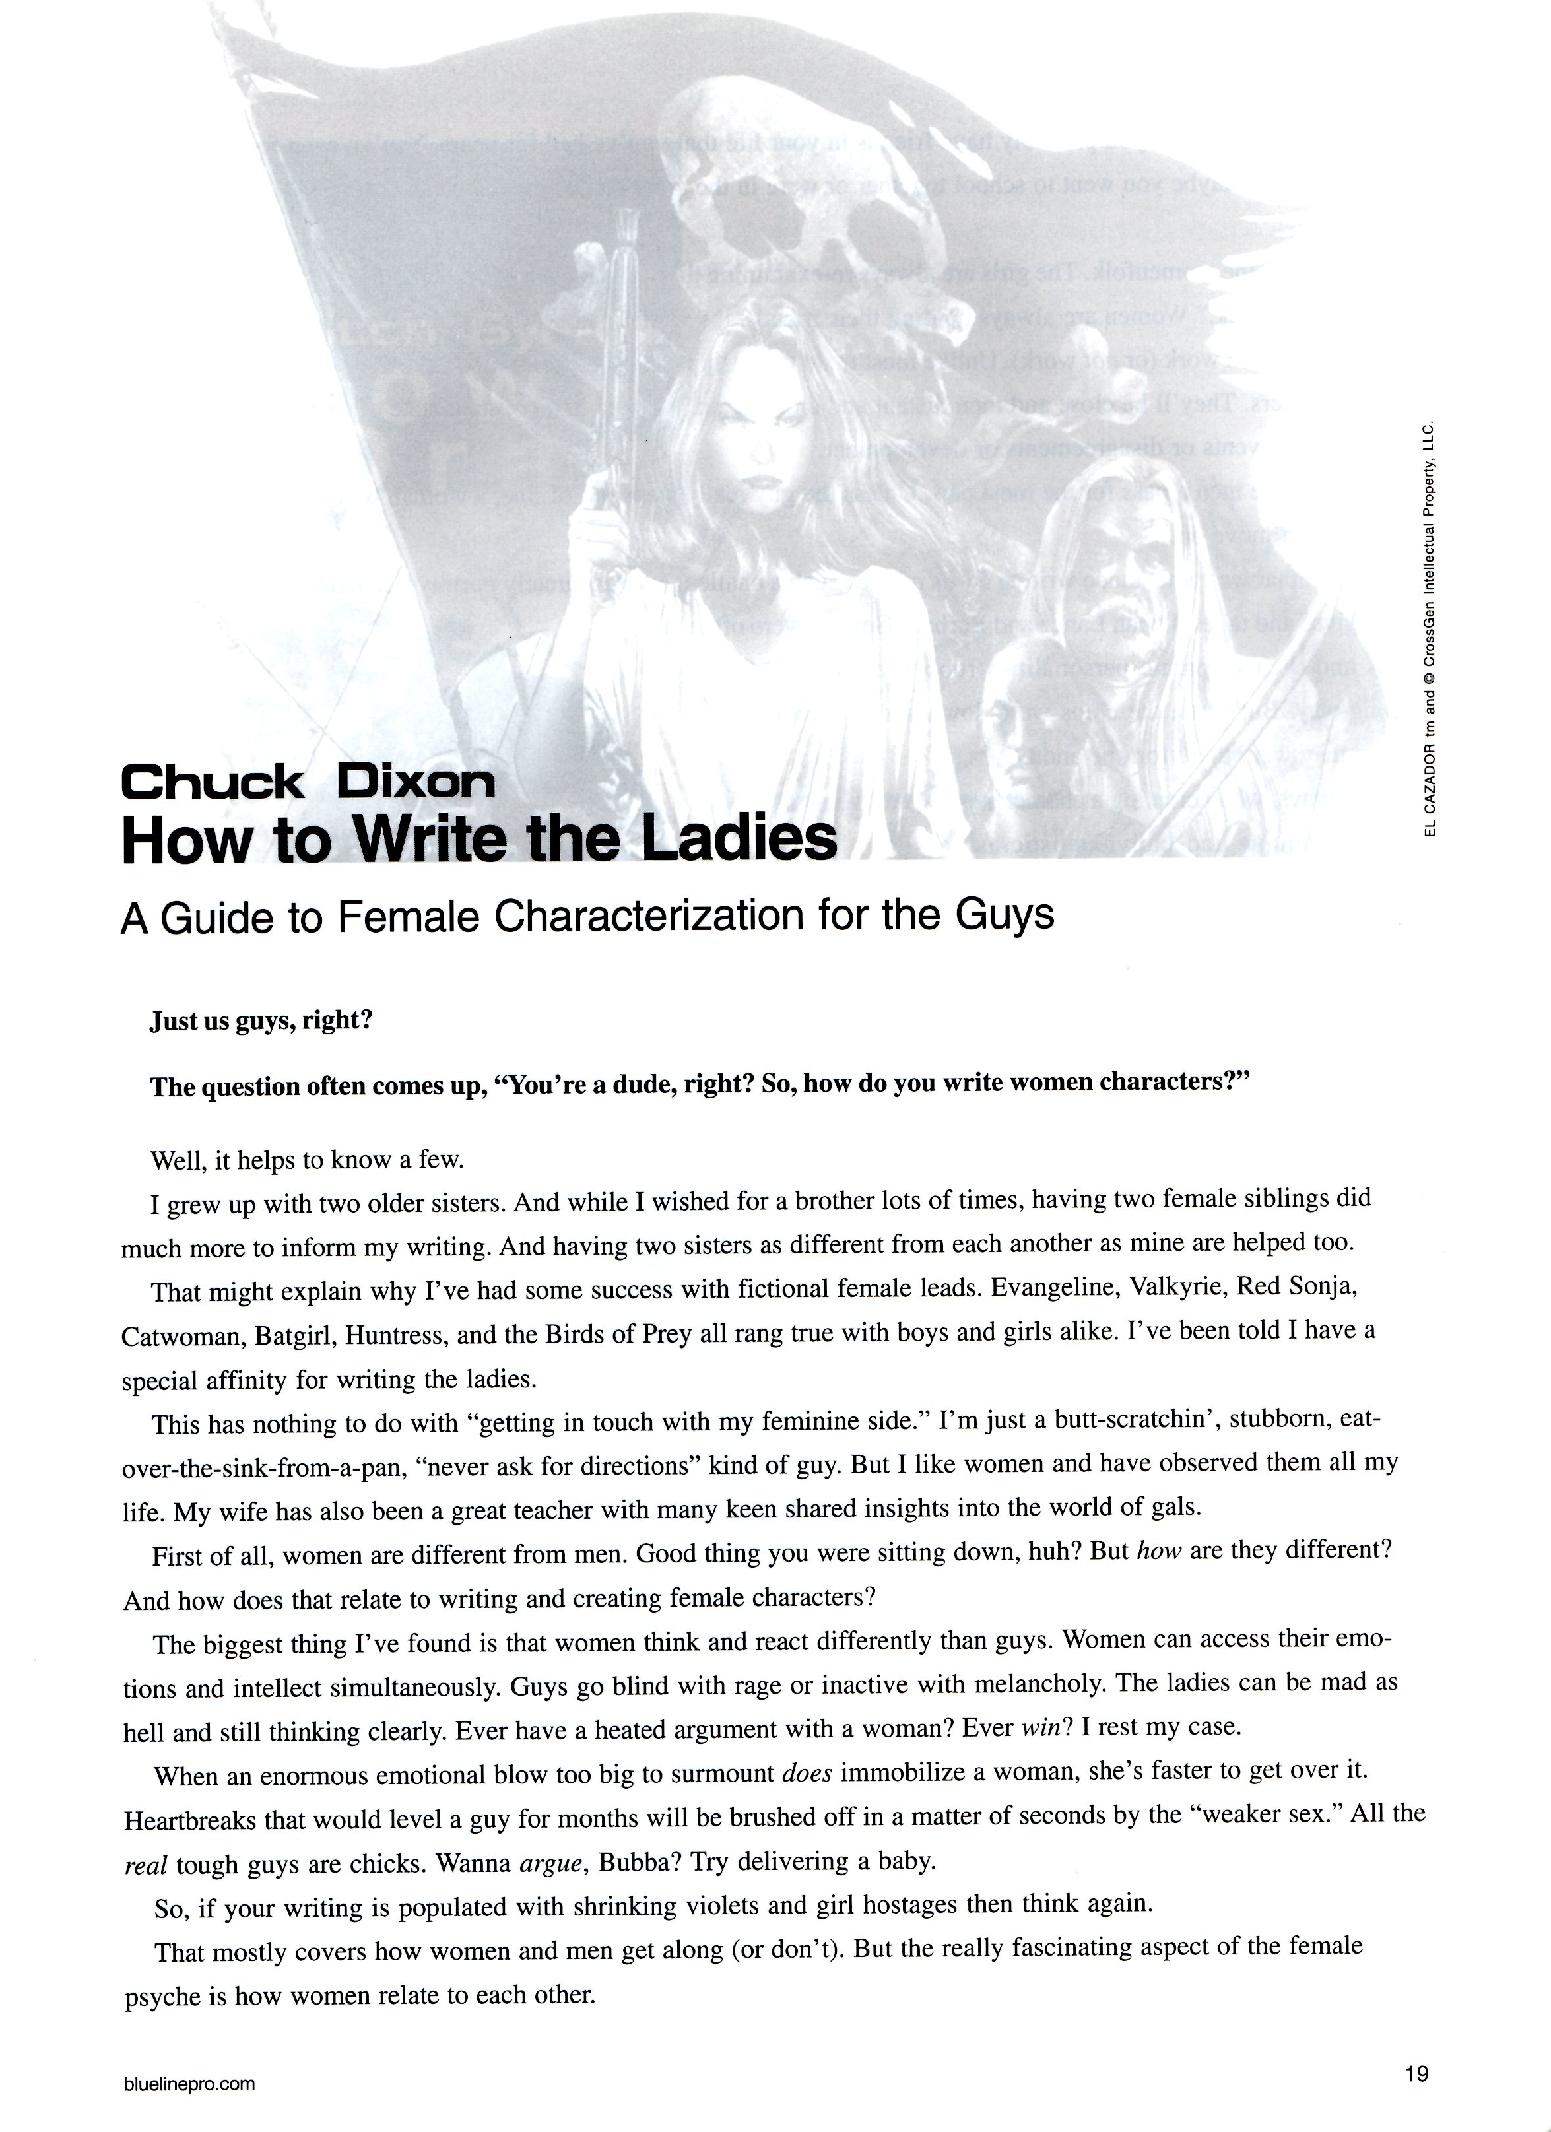 EL CAZADOR tm and © CrossGen Intellectual Property, LLC.
Chuck Dixon
How to Write the Ladies
A Guide to Female Characterization for the Guys
Just us guys, right?
The question often comes up, “You’re a dude, right? So, how do you write women characters?”
Well, it helps to know a few.
I grew up with two older sisters. And while I wished for a brother lots of times, having two female siblings did
much more to inform my writing. And having two sisters as different from each another as mine are helped too.
That might explain why I’ve had some success with fictional female leads. Evangeline, Valkyrie, Red Sonja,
Catwoman, Batgirl, Huntress, and the Birds of Prey all rang true with boys and girls alike. I’ve been told I have a
special affinity for writing the ladies.
This has nothing to do with “getting in touch with my feminine side.” I’m just a butt-scratchin’, stubborn, eat-
over-the-sink-from-a-pan, “never ask for directions” kind of guy. But I like women and have observed them all my
life. My wife has also been a great teacher with many keen shared insights into the world of gals.
First of all, women are different from men. Good thing you were sitting down, huh? But how are they different?
And how does that relate to writing and creating female characters?
The biggest thing I’ve found is that women think and react differently than guys. Women can access their emo-
tions and intellect simultaneously. Guys go blind with rage or inactive with melancholy. The ladies can be mad as
hell and still thinking clearly. Ever have a heated argument with a woman? Ever win? I rest my case.
When an enormous emotional blow too big to surmount does immobilize a woman, she’s faster to get over it.
Heartbreaks that would level a guy for months will be brushed off in a matter of seconds by the “weaker sex.” All the
real tough guys are chicks. Wanna argue, Bubba? Try delivering a baby.
So, if your writing is populated with shrinking violets and girl hostages then think again.
That mostly covers how women and men get along (or don’t). But the really fascinating aspect of the female
psyche is how women relate to each other.
bluelinepro.com
19